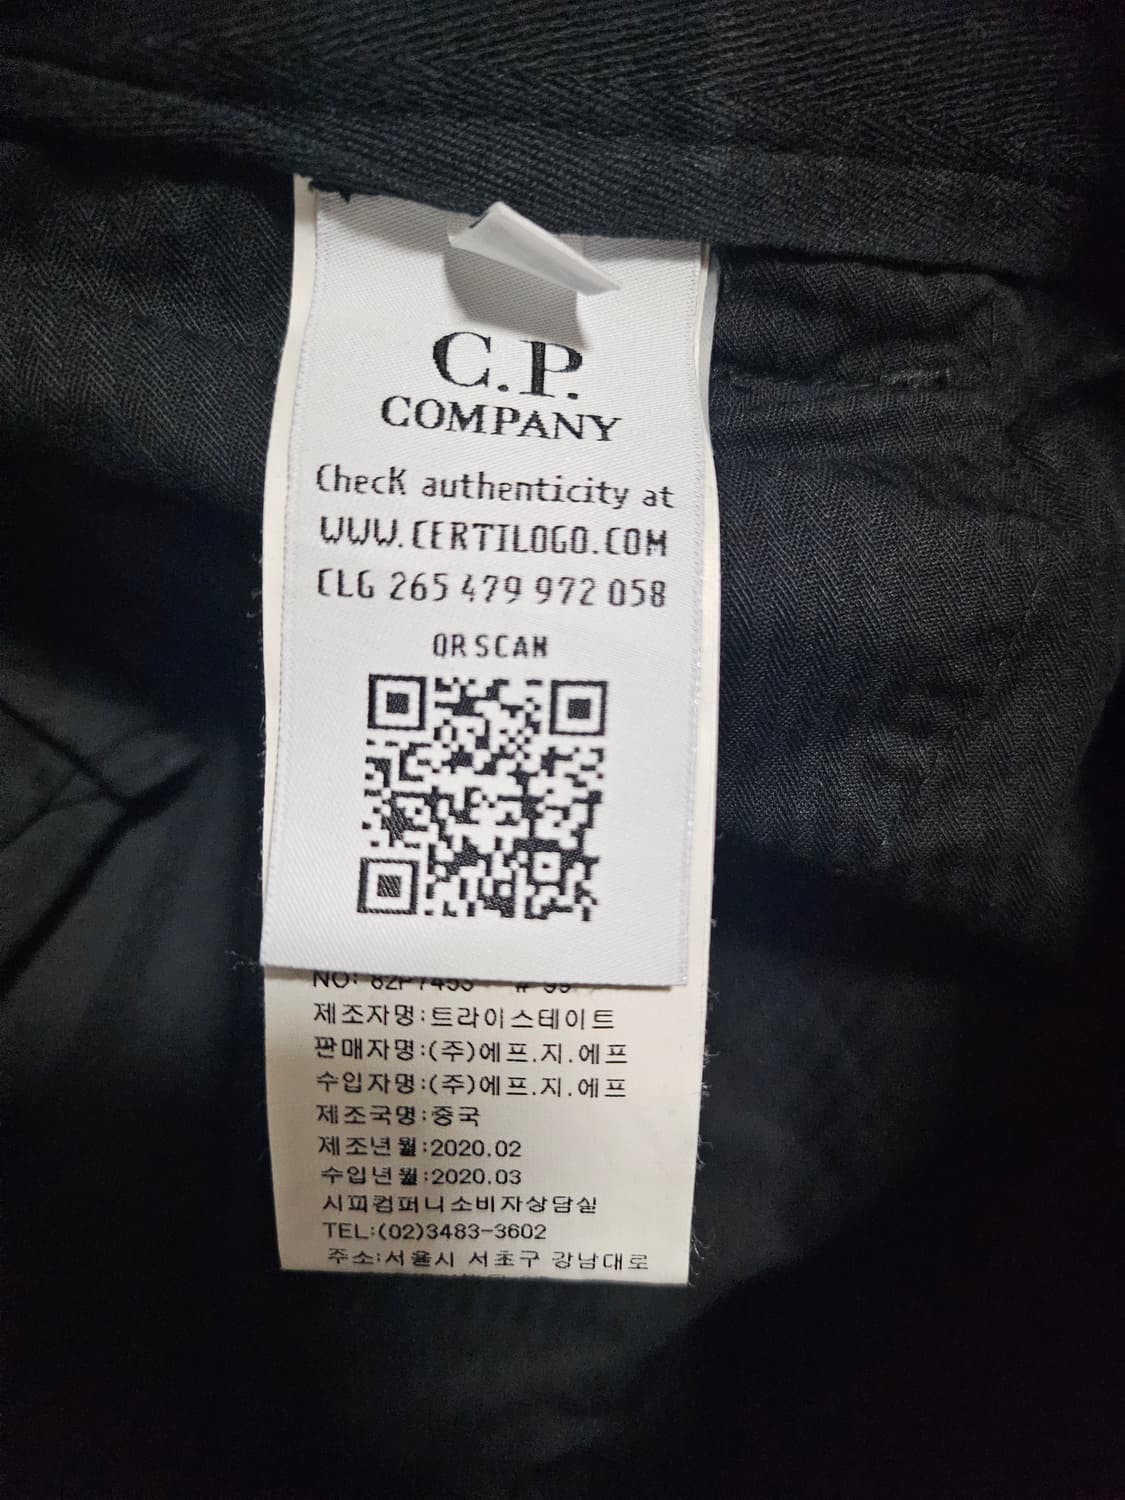 C.P.
COMPANY
Check authenticity at
WWW.CERTILOGO.COM
CLG 265 479 972 058
QR SCAN
NO:
제조자명:트라이스테이트
판매자명:(주)에프.지.에프
수입자명:(주)에프.지.에프
제조국명:중국
제조년월:2020.02
수입년월:2020.03
시피컴퍼니소비자상담실
TEL:(02)3483-3602
주소:서울시 서초구 강남대로